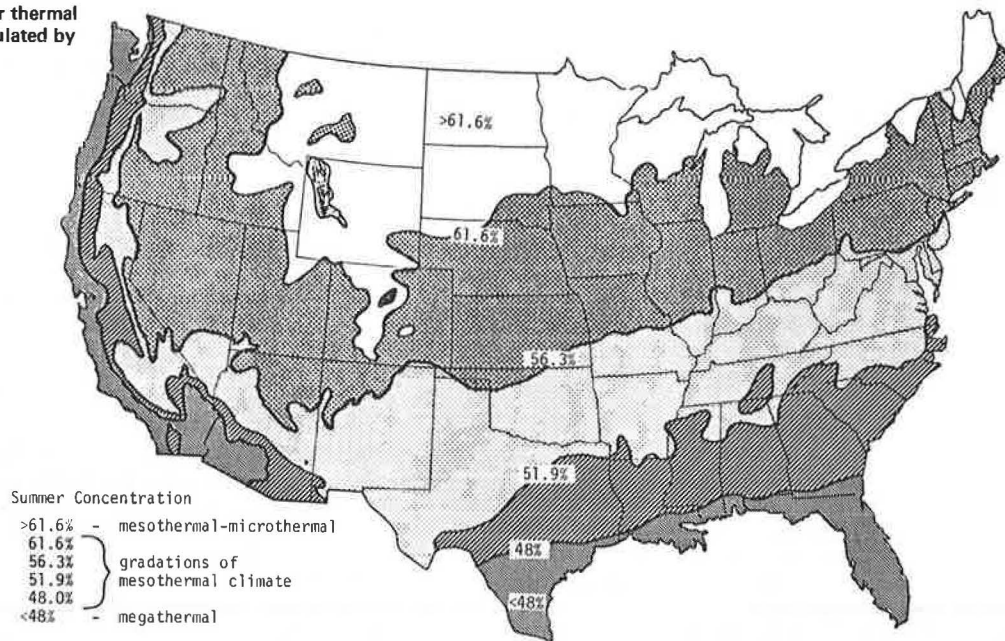 r thermal
ulated by
>61.6%
61.6%
56.3%
51.9%
48%
<48%
Summer Concentration
>61.6% - mesothermal-microthermal
61.6%
56.3% gradations of
51.9% mesothermal climate
48.0%
<48% - megathermal